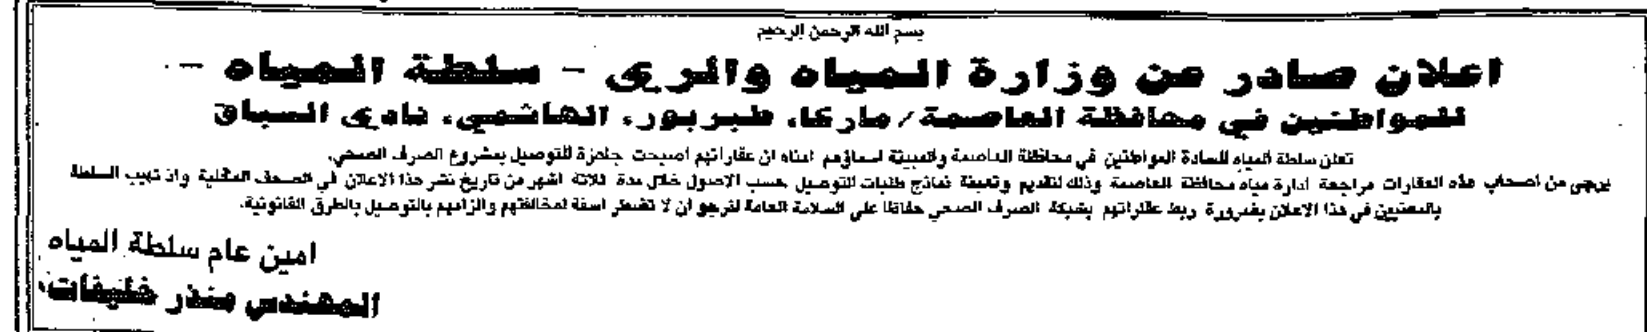 بسم الله الرحمن الرحيم
اعلان صادر عن وزارة المياه والري - سلطة المياه -
للمواطنين في محافظة العاصمة/ماركا، طبربور، الهاشمي، نادي السباق
تعلن سلطة المياه للسادة المواطنين في محافظة العاصمة والمبينة اسماؤهم ادناه ان عقاراتهم اصبحت جاهزة للتوصيل بمشروع الصرف الصحي.
يرجى من أصحاب هذه العقارات مراجعة ادارة مياه محافظة العاصمة وذلك لتقديم وتعبئة نماذج طلبات التوصيل حسب الاصول خلال مدة ثلاثة اشهر من تاريخ نشر هذا الاعلان في الصحف المحلية واذ تهيب السلطة
بالمعنيين في هذا الاعلان بضرورة ربط عقاراتهم بشبكة الصرف الصحي حفاظا على السلامة العامة لنرجو أن لا تضطر اسفة لمخالفتهم والزامهم بالتوصيل بالطرق القانونية.
امين عام سلطة المياه
المهندس منذر خليفات